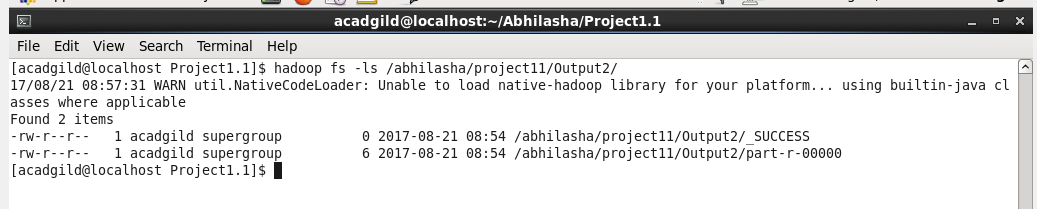 acadgild@localhost:~/Abhilasha/Project1.1
File Edit View Search Terminal Help
[acadgild@localhost Project1.1]$ hadoop fs -ls /abhilasha/project11/Output2/
17/08/21 08:57:31 WARN util.NativeCodeLoader: Unable to load native-hadoop library for your platform... using builtin-java cl
asses where applicable
Found 2 items
-rw-r--r--   1 acadgild supergroup          0 2017-08-21 08:54 /abhilasha/project11/Output2/_SUCCESS
-rw-r--r--   1 acadgild supergroup          6 2017-08-21 08:54 /abhilasha/project11/Output2/part-r-00000
[acadgild@localhost Project1.1]$